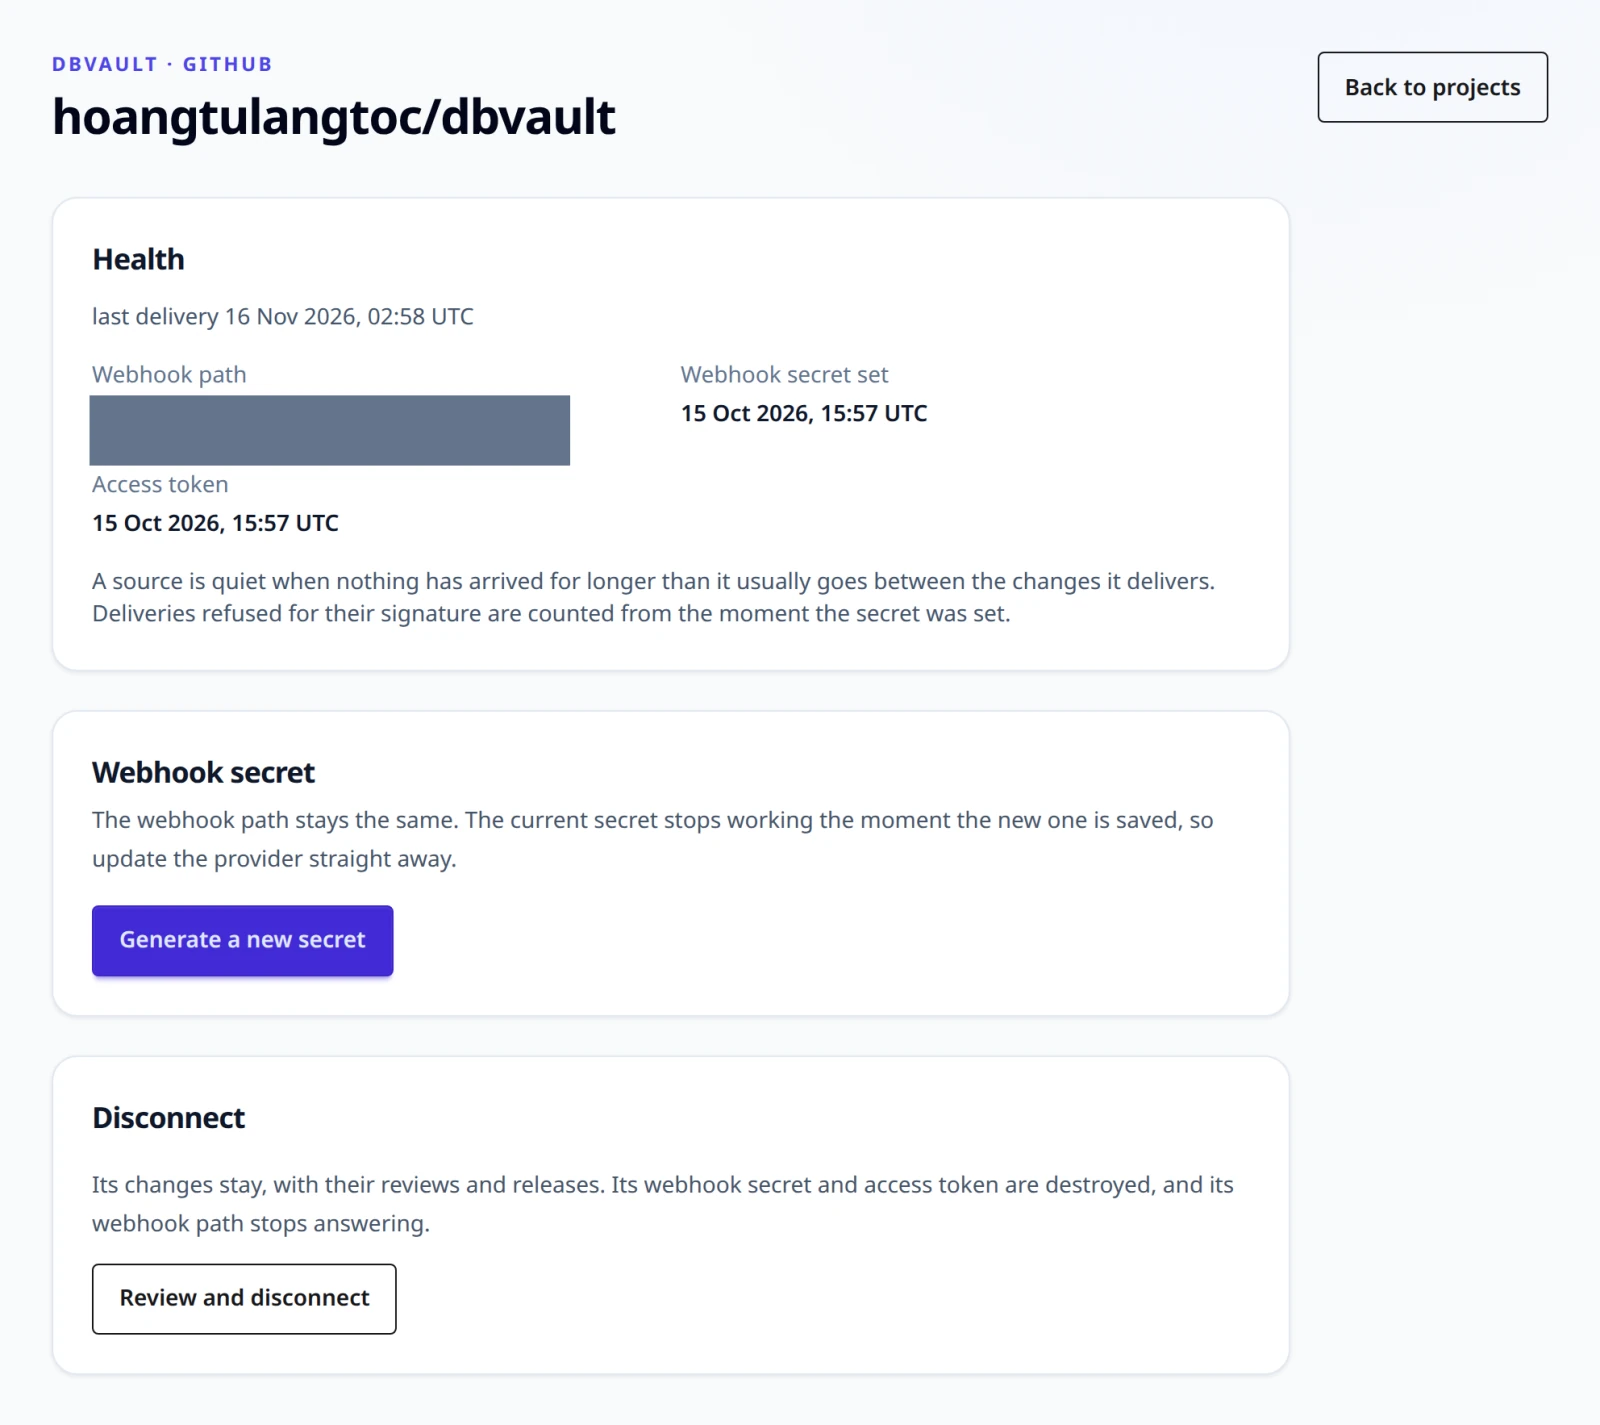 DBVAULT · GITHUB
hoangtulangtoc/dbvault
Back to projects
Health
last delivery 16 Nov 2026, 02:58 UTC
Webhook path
Webhook secret set
15 Oct 2026, 15:57 UTC
Access token
15 Oct 2026, 15:57 UTC
A source is quiet when nothing has arrived for longer than it usually goes between the changes it delivers.
Deliveries refused for their signature are counted from the moment the secret was set.
Webhook secret
The webhook path stays the same. The current secret stops working the moment the new one is saved, so
update the provider straight away.
Generate a new secret
Disconnect
Its changes stay, with their reviews and releases. Its webhook secret and access token are destroyed, and its
webhook path stops answering.
Review and disconnect